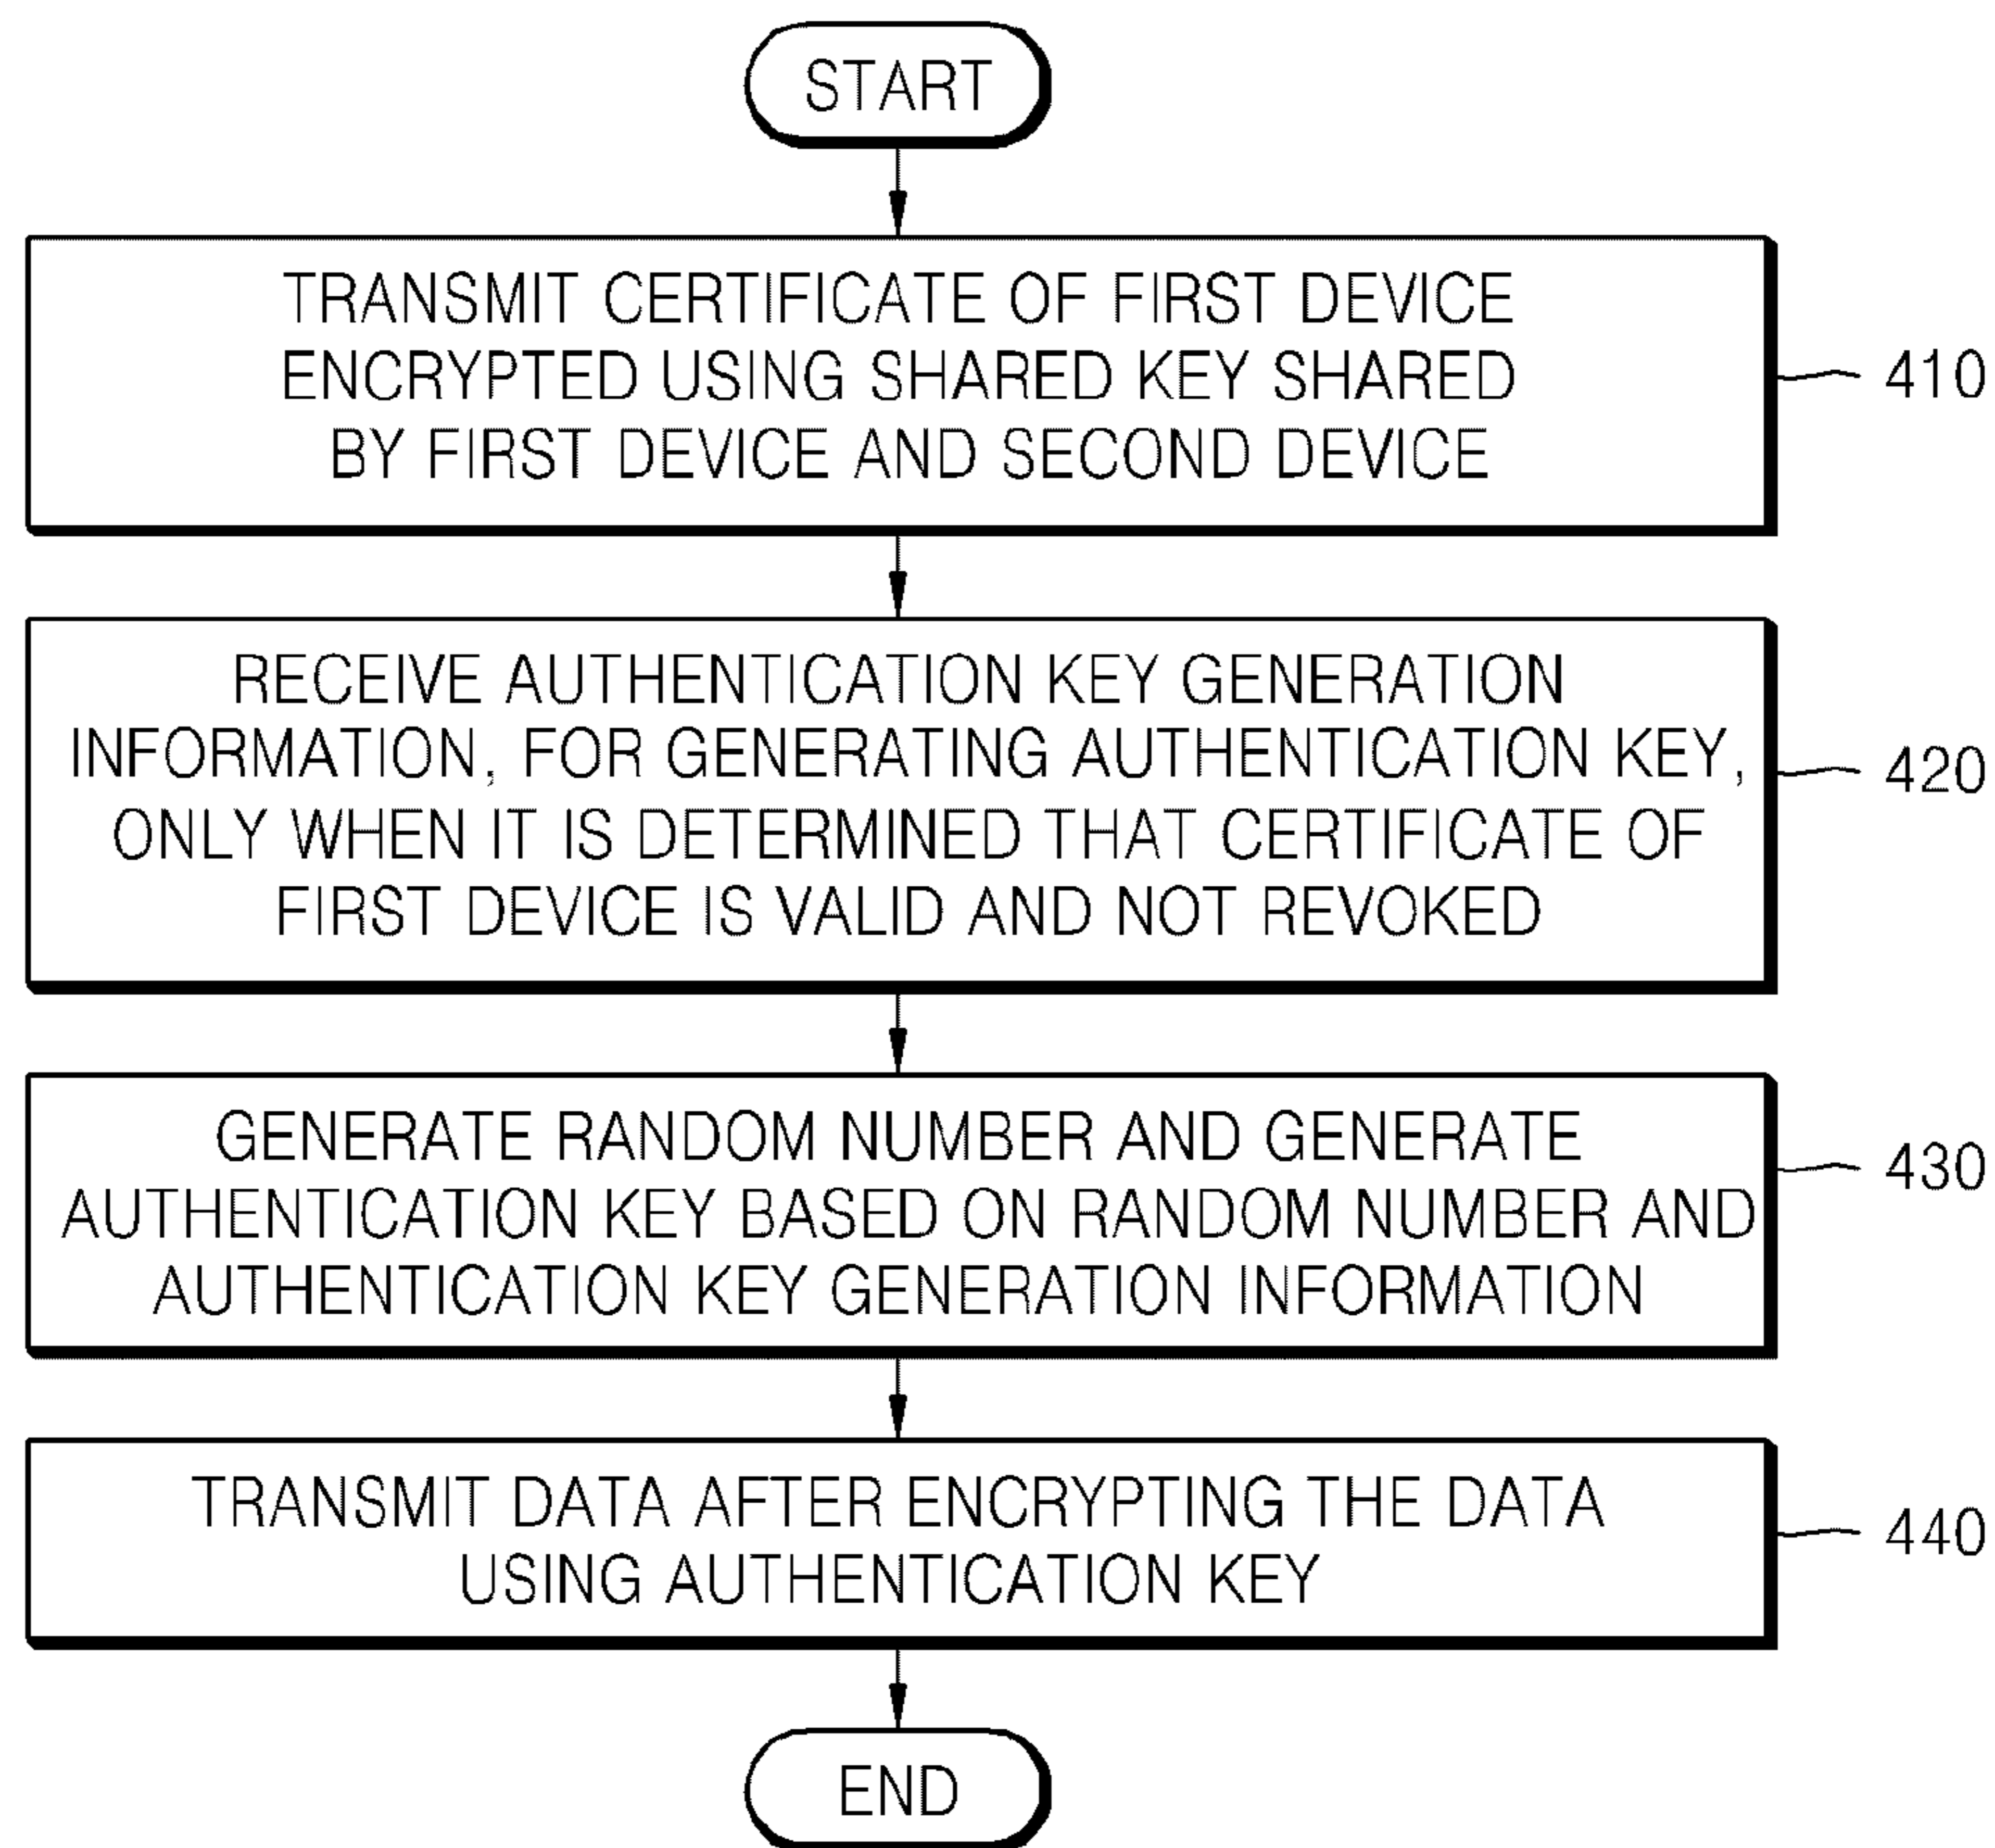 START
TRANSMIT CERTIFICATE OF FIRST DEVICE
ENCRYPTED USING SHARED KEY SHARED
BY FIRST DEVICE AND SECOND DEVICE
410
RECEIVE AUTHENTICATION KEY GENERATION
INFORMATION, FOR GENERATING AUTHENTICATION KEY,
ONLY WHEN IT IS DETERMINED THAT CERTIFICATE OF
FIRST DEVICE IS VALID AND NOT REVOKED
420
GENERATE RANDOM NUMBER AND GENERATE
AUTHENTICATION KEY BASED ON RANDOM NUMBER AND
AUTHENTICATION KEY GENERATION INFORMATION
430
TRANSMIT DATA AFTER ENCRYPTING THE DATA
USING AUTHENTICATION KEY
440
END